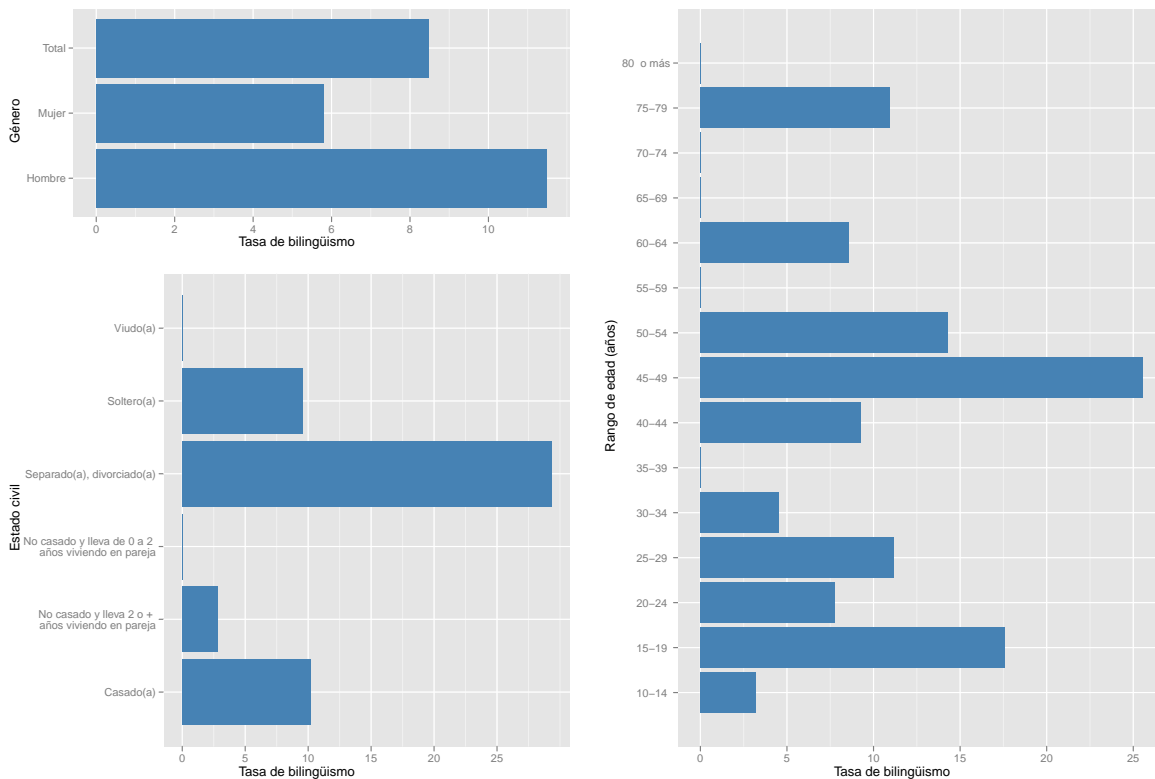 Género
Total
Mujer
Hombre
0 2 4 6 8 10
Tasa de bilingüismo
Estado civil
Viudo(a)
Soltero(a)
Separado(a), divorciado(a)
No casado y lleva de 0 a 2
años viviendo en pareja
No casado y lleva 2 o +
años viviendo en pareja
Casado(a)
0 5 10 15 20 25
Tasa de bilingüismo
Rango de edad (años)
80 o más
75−79
70−74
65−69
60−64
55−59
50−54
45−49
40−44
35−39
30−34
25−29
20−24
15−19
10−14
0 5 10 15 20 25
Tasa de bilingüismo